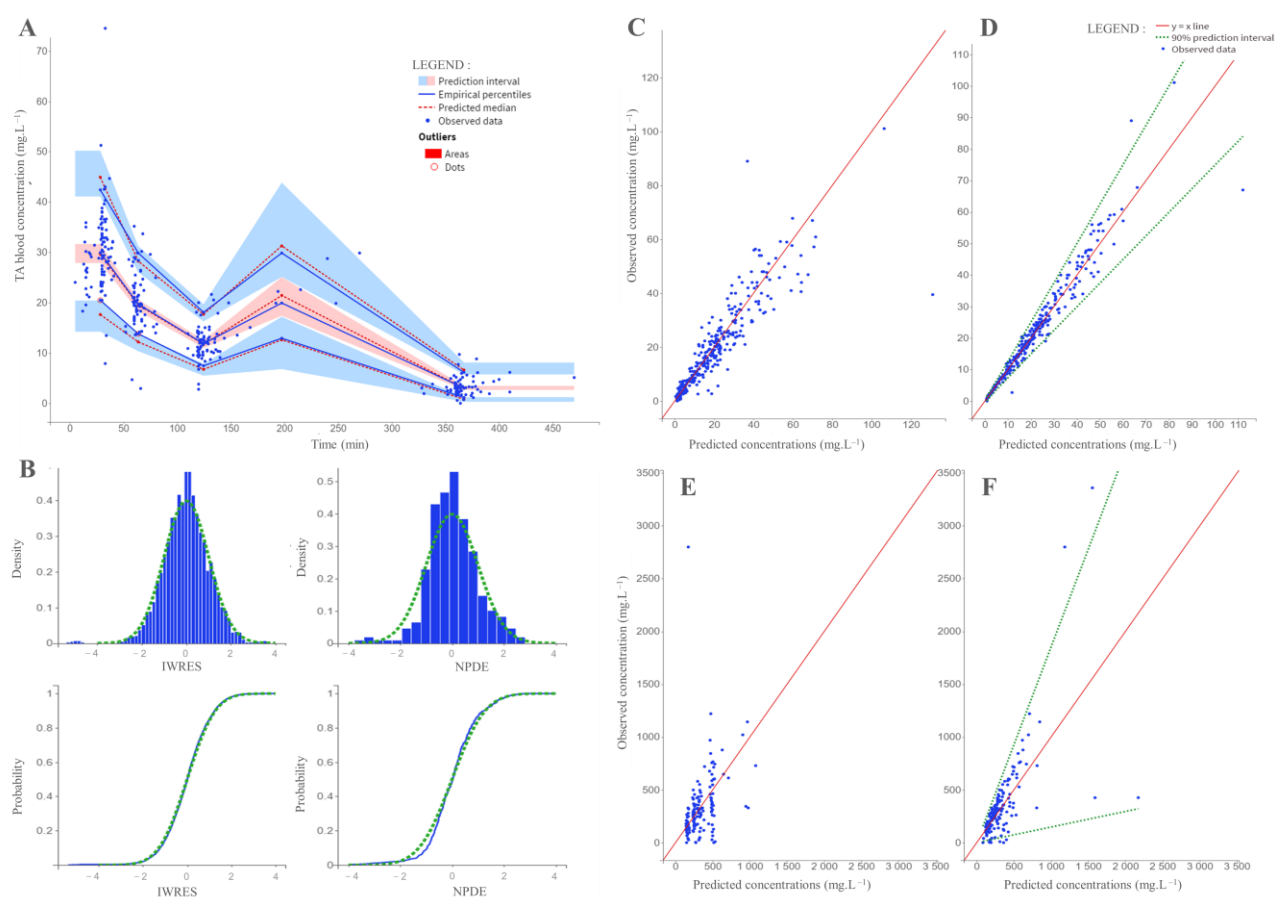 A
TA blood concentration (mg.L⁻¹)
70
60
50
40
30
20
10
0
0 50 100 150 200 250 300 350 400 450
Time (min)
LEGEND :
Prediction interval
Empirical percentiles
Predicted median
Observed data
Outliers
Areas
Dots
C
Observed concentration (mg.L⁻¹)
120
100
80
60
40
20
0
0 20 40 60 80 100 120
Predicted concentrations (mg.L⁻¹)
D
LEGEND :
y = x line
90% prediction interval
Observed data
110
100
90
80
70
60
50
40
30
20
10
0
0 10 20 30 40 50 60 70 80 90 100 110
Predicted concentrations (mg.L⁻¹)
B
Density
0.4
0.3
0.2
0.1
0
−4 −2 0 2 4
IWRES
Density
0.5
0.4
0.3
0.2
0.1
0
−4 −2 0 2 4
NPDE
Probability
1
0.8
0.6
0.4
0.2
−4 −2 0 2 4
IWRES
Probability
1
0.8
0.6
0.4
0.2
−4 −2 0 2 4
NPDE
E
Observed concentration (mg.L⁻¹)
3500
3000
2500
2000
1500
1000
500
0
0 500 1000 1 500 2 000 2 500 3 000 3 500
Predicted concentrations (mg.L⁻¹)
F
3500
3000
2500
2000
1500
1000
500
0
0 500 1 000 1 500 2 000 2 500 3 000 3 500
Predicted concentrations (mg.L⁻¹)